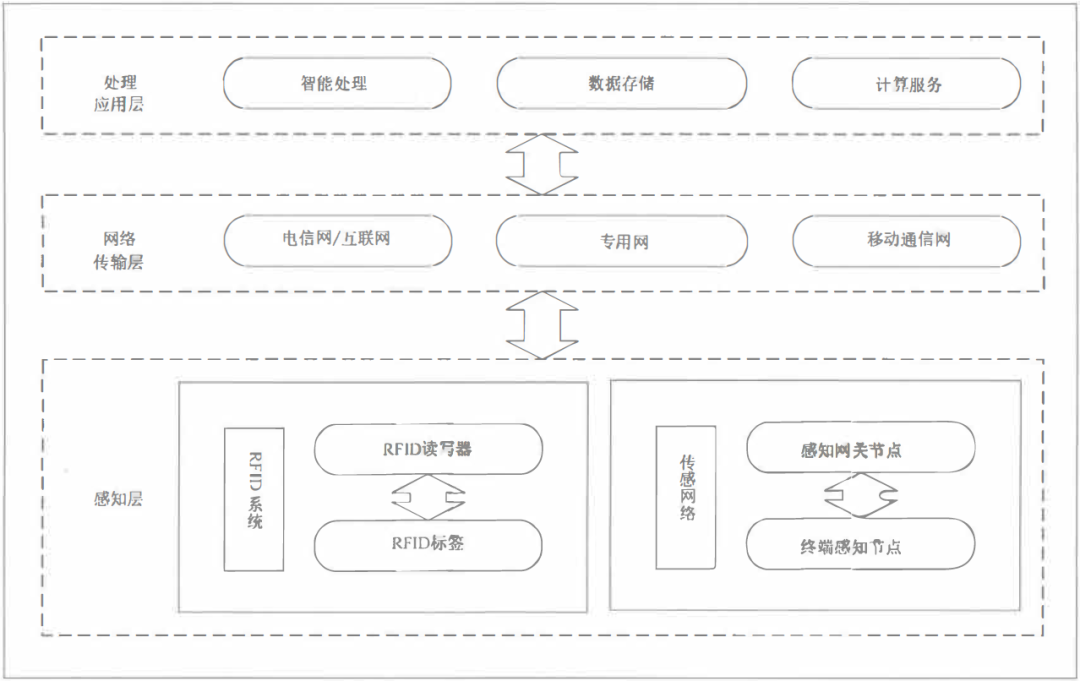 处理
应用层
智能处理
数据存储
计算服务
网络
传输层
电信网/互联网
专用网
移动通信网
感知层
RFID系统
RFID读写器
RFID标签
传感网络
感知网关节点
终端感知节点